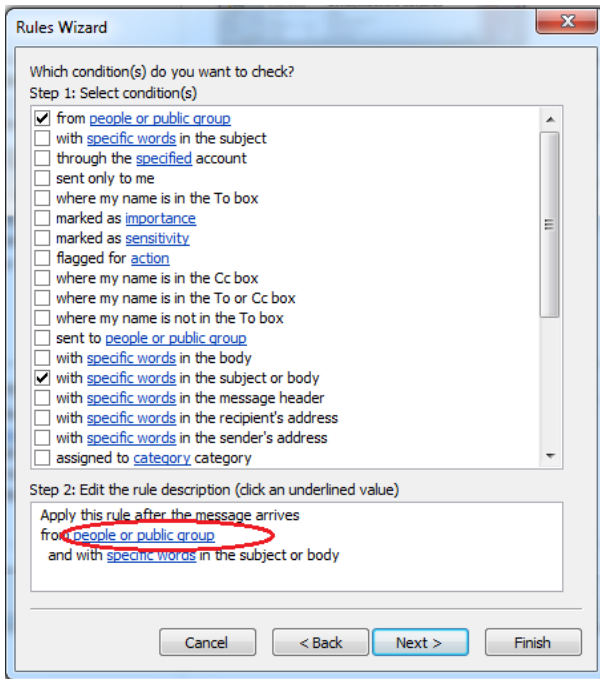 Rules Wizard
Which condition(s) do you want to check?
Step 1: Select condition(s)
from people or public group
with specific words in the subject
through the specified account
sent only to me
where my name is in the To box
marked as importance
marked as sensitivity
flagged for action
where my name is in the Cc box
where my name is in the To or Cc box
where my name is not in the To box
sent to people or public group
with specific words in the body
with specific words in the subject or body
with specific words in the message header
with specific words in the recipient's address
with specific words in the sender's address
assigned to category category
Step 2: Edit the rule description (click an underlined value)
Apply this rule after the message arrives
from people or public group
and with specific words in the subject or body
Cancel
< Back
Next >
Finish